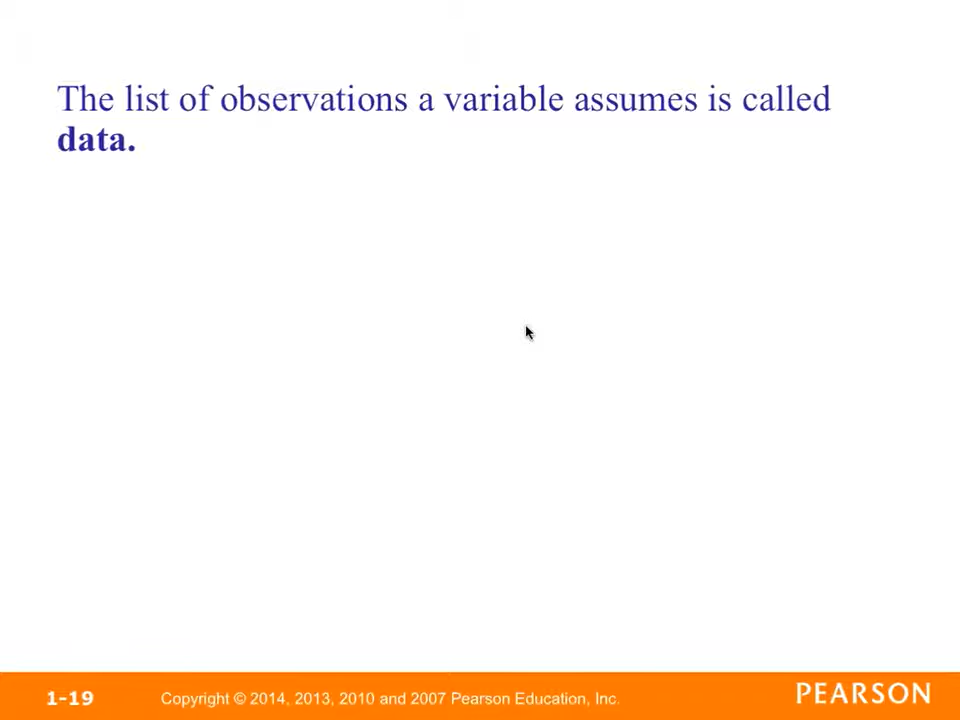 The list of observations a variable assumes is called
data.
1-19
Copyright © 2014, 2013, 2010 and 2007 Pearson Education, Inc.
PEARSON